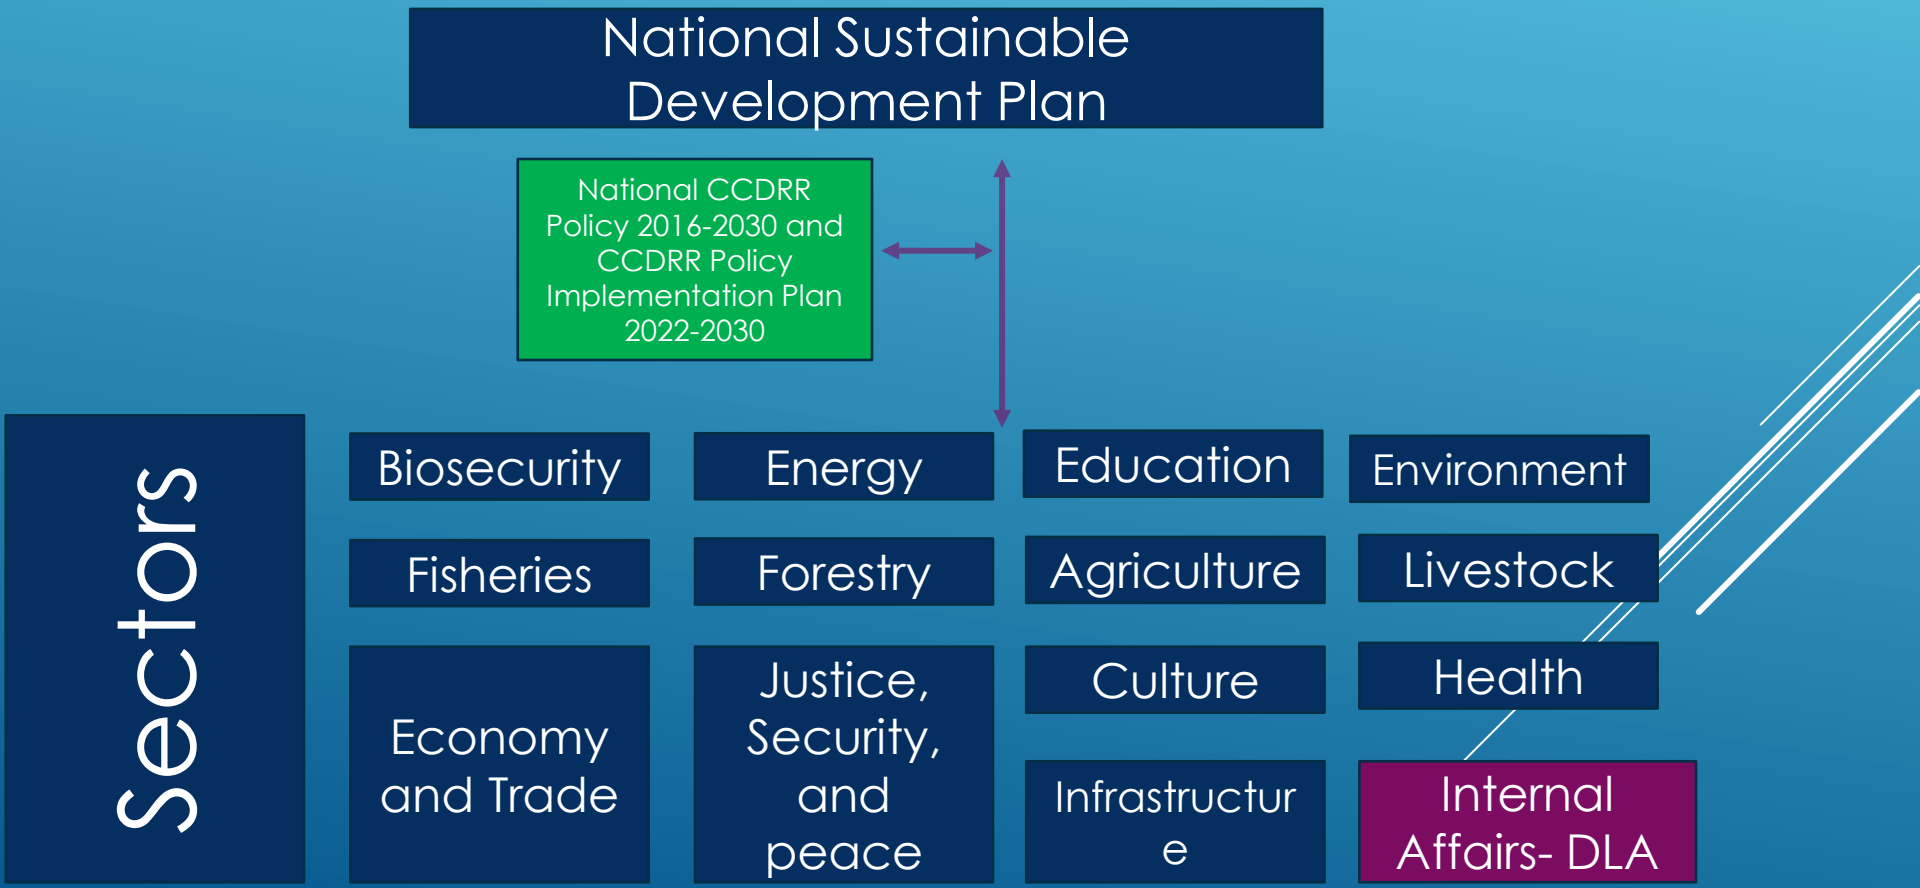 National Sustainable
Development Plan
National CCDRR
Policy 2016-2030 and
CCDRR Policy
Implementation Plan
2022-2030
Sectors
Biosecurity
Energy
Education
Environment
Fisheries
Forestry
Agriculture
Livestock
Economy
and Trade
Justice,
Security,
and
peace
Culture
Health
Infrastructur
e
Internal
Affairs- DLA